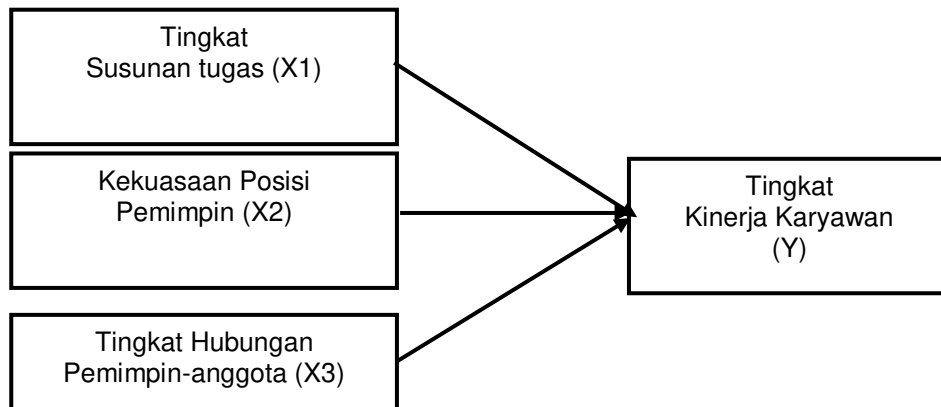 Tingkat
Susunan tugas (X1)
Kekuasaan Posisi
Pemimpin (X2)
Tingkat Hubungan
Pemimpin-anggota (X3)
Tingkat
Kinerja Karyawan
(Y)